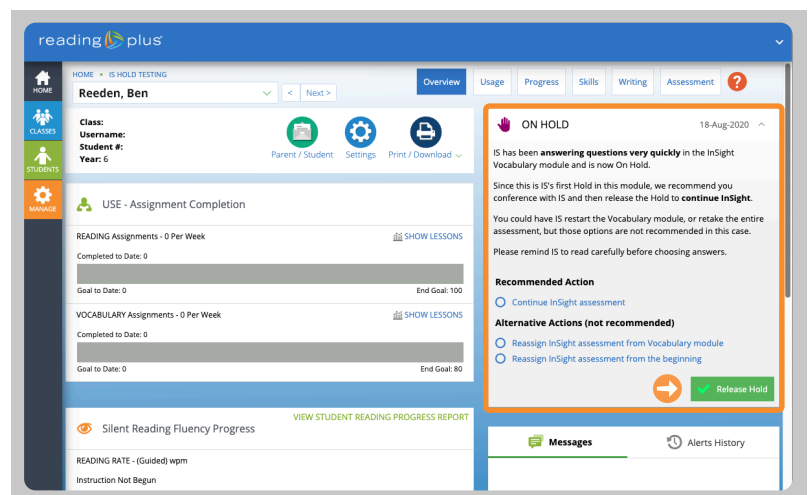 reading plus
HOME
CLASSES
STUDENTS
MANAGE
HOME • IS HOLD TESTING
Reeden, Ben
< Next >
Overview
Usage
Progress
Skills
Writing
Assessment
?
Class:
Username:
Student #:
Year: 6
Parent / Student
Settings
Print / Download
USE - Assignment Completion
READING Assignments - 0 Per Week
SHOW LESSONS
Completed to Date: 0
Goal to Date: 0
End Goal: 100
VOCABULARY Assignments - 0 Per Week
SHOW LESSONS
Completed to Date: 0
Goal to Date: 0
End Goal: 80
VIEW STUDENT READING PROGRESS REPORT
Silent Reading Fluency Progress
READING RATE - (Guided) wpm
Instruction Not Begun
ON HOLD
18-Aug-2020
IS has been answering questions very quickly in the InSight
Vocabulary module and is now On Hold.
Since this is IS's first Hold in this module, we recommend you
conference with IS and then release the Hold to continue InSight.
You could have IS restart the Vocabulary module, or retake the entire
assessment, but those options are not recommended in this case.
Please remind IS to read carefully before choosing answers.
Recommended Action
Continue InSight assessment
Alternative Actions (not recommended)
Reassign InSight assessment from Vocabulary module
Reassign InSight assessment from the beginning
Release Hold
Messages
Alerts History